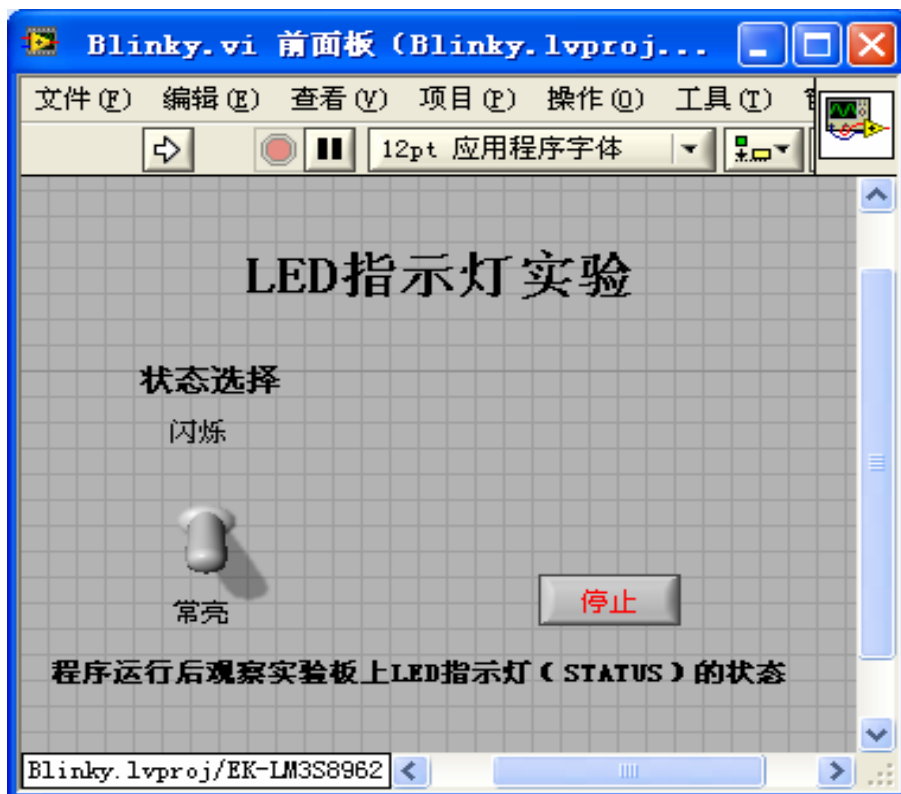 Blinky.vi 前面板 (Blinky.lvproj...
文件(F) 编辑(E) 查看(V) 项目(P) 操作(O) 工具(T)
12pt 应用程序字体
LED指示灯实验
状态选择
闪烁
常亮
停止
程序运行后观察实验板上LED指示灯(STATUS)的状态
Blinky.lvproj/EK-LM3S8962